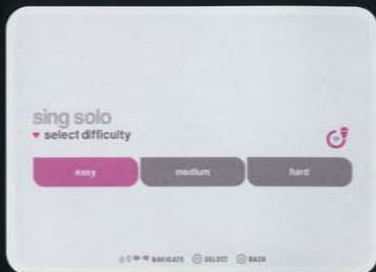 sing solo
select difficulty
easy medium hard
NAVIGATE SELECT BACK